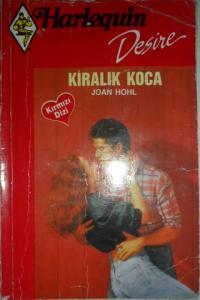 Harlequin
Desire
KİRALIK KOCA
JOAN HOHL
Kırmızı
Dizi